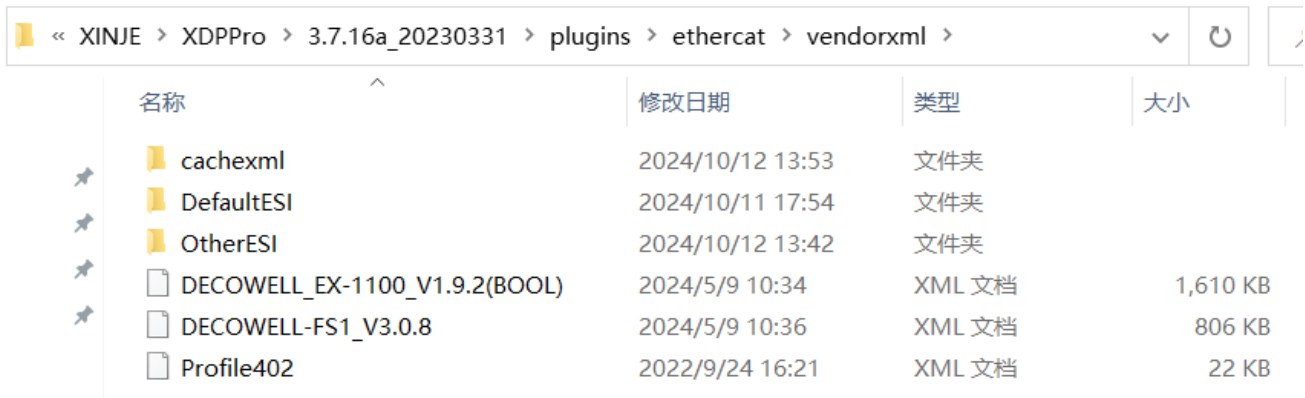 « XINJE > XDPPro > 3.7.16a_20230331 > plugins > ethercat > vendorxml >
名称 修改日期 类型 大小
cachexml 2024/10/12 13:53 文件夹
DefaultESI 2024/10/11 17:54 文件夹
OtherESI 2024/10/12 13:42 文件夹
DECOWELL_EX-1100_V1.9.2(BOOL) 2024/5/9 10:34 XML 文档 1,610 KB
DECOWELL-FS1_V3.0.8 2024/5/9 10:36 XML 文档 806 KB
Profile402 2022/9/24 16:21 XML 文档 22 KB